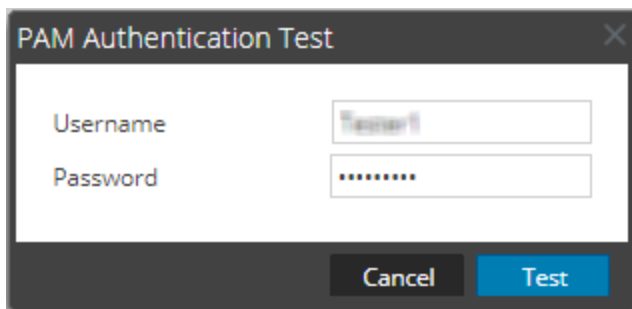 PAM Authentication Test
Username
Password •••••••••
Cancel Test